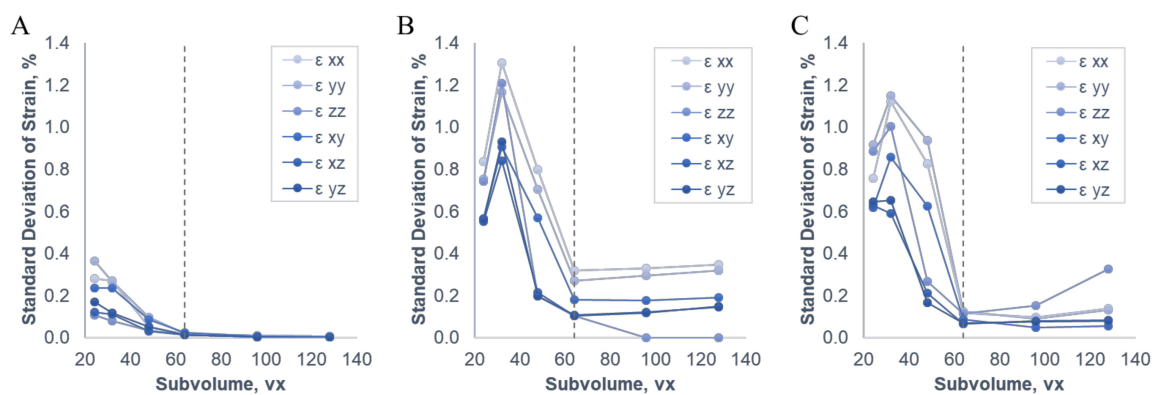 A
Standard Deviation of Strain, %
1.4
1.2
1.0
0.8
0.6
0.4
0.2
0.0
20 40 60 80 100 120 140
Subvolume, vx
ε xx
ε yy
ε zz
ε xy
ε xz
ε yz
B
Standard Deviation of Strain, %
1.4
1.2
1.0
0.8
0.6
0.4
0.2
0.0
20 40 60 80 100 120 140
Subvolume, vx
ε xx
ε yy
ε zz
ε xy
ε xz
ε yz
C
Standard Deviation of Strain, %
1.4
1.2
1.0
0.8
0.6
0.4
0.2
0.0
20 40 60 80 100 120 140
Subvolume, vx
ε xx
ε yy
ε zz
ε xy
ε xz
ε yz